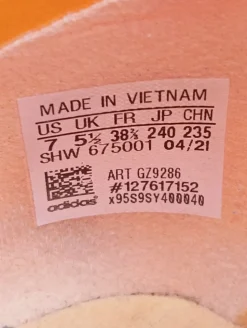 MADE IN VIETNAM
US UK FR JP CHN
7 5½ 38⅔ 240 235
SHW 675001 04/21
ART GZ9286
#127617152
adidas x95S9SY400040